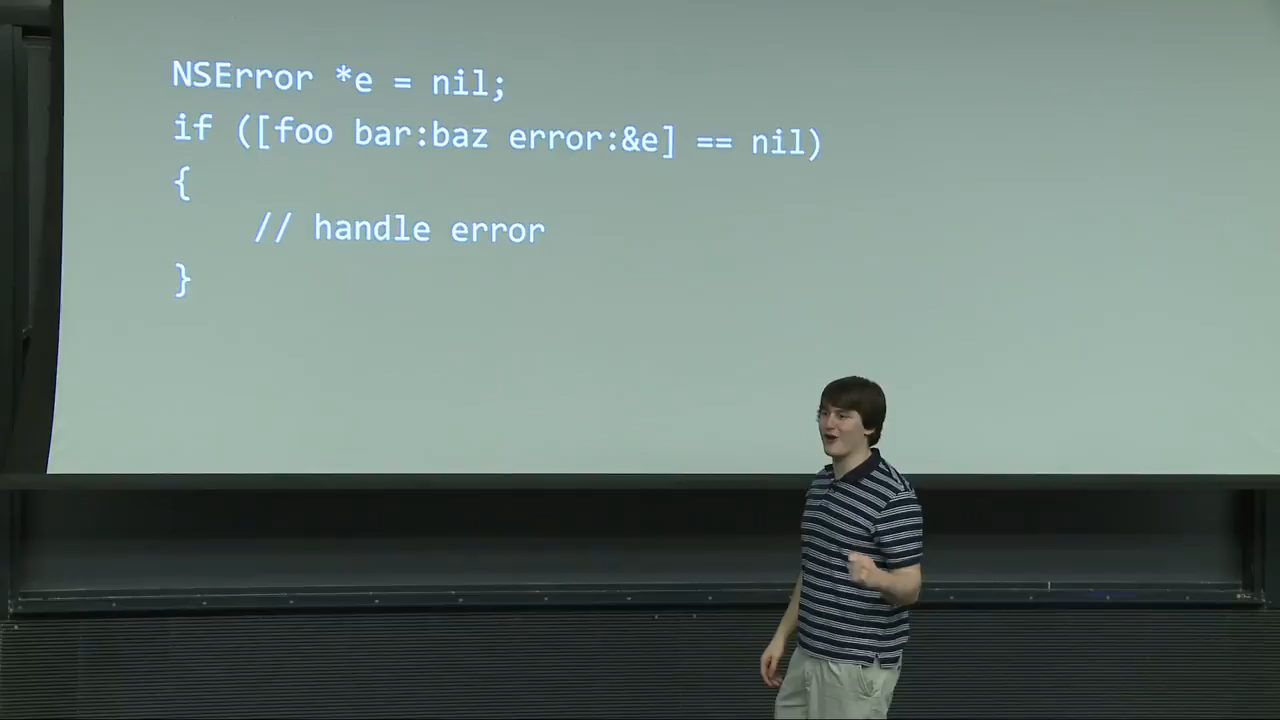 NSError *e = nil;
if ([foo bar:baz error:&e] == nil)
{
    // handle error
}